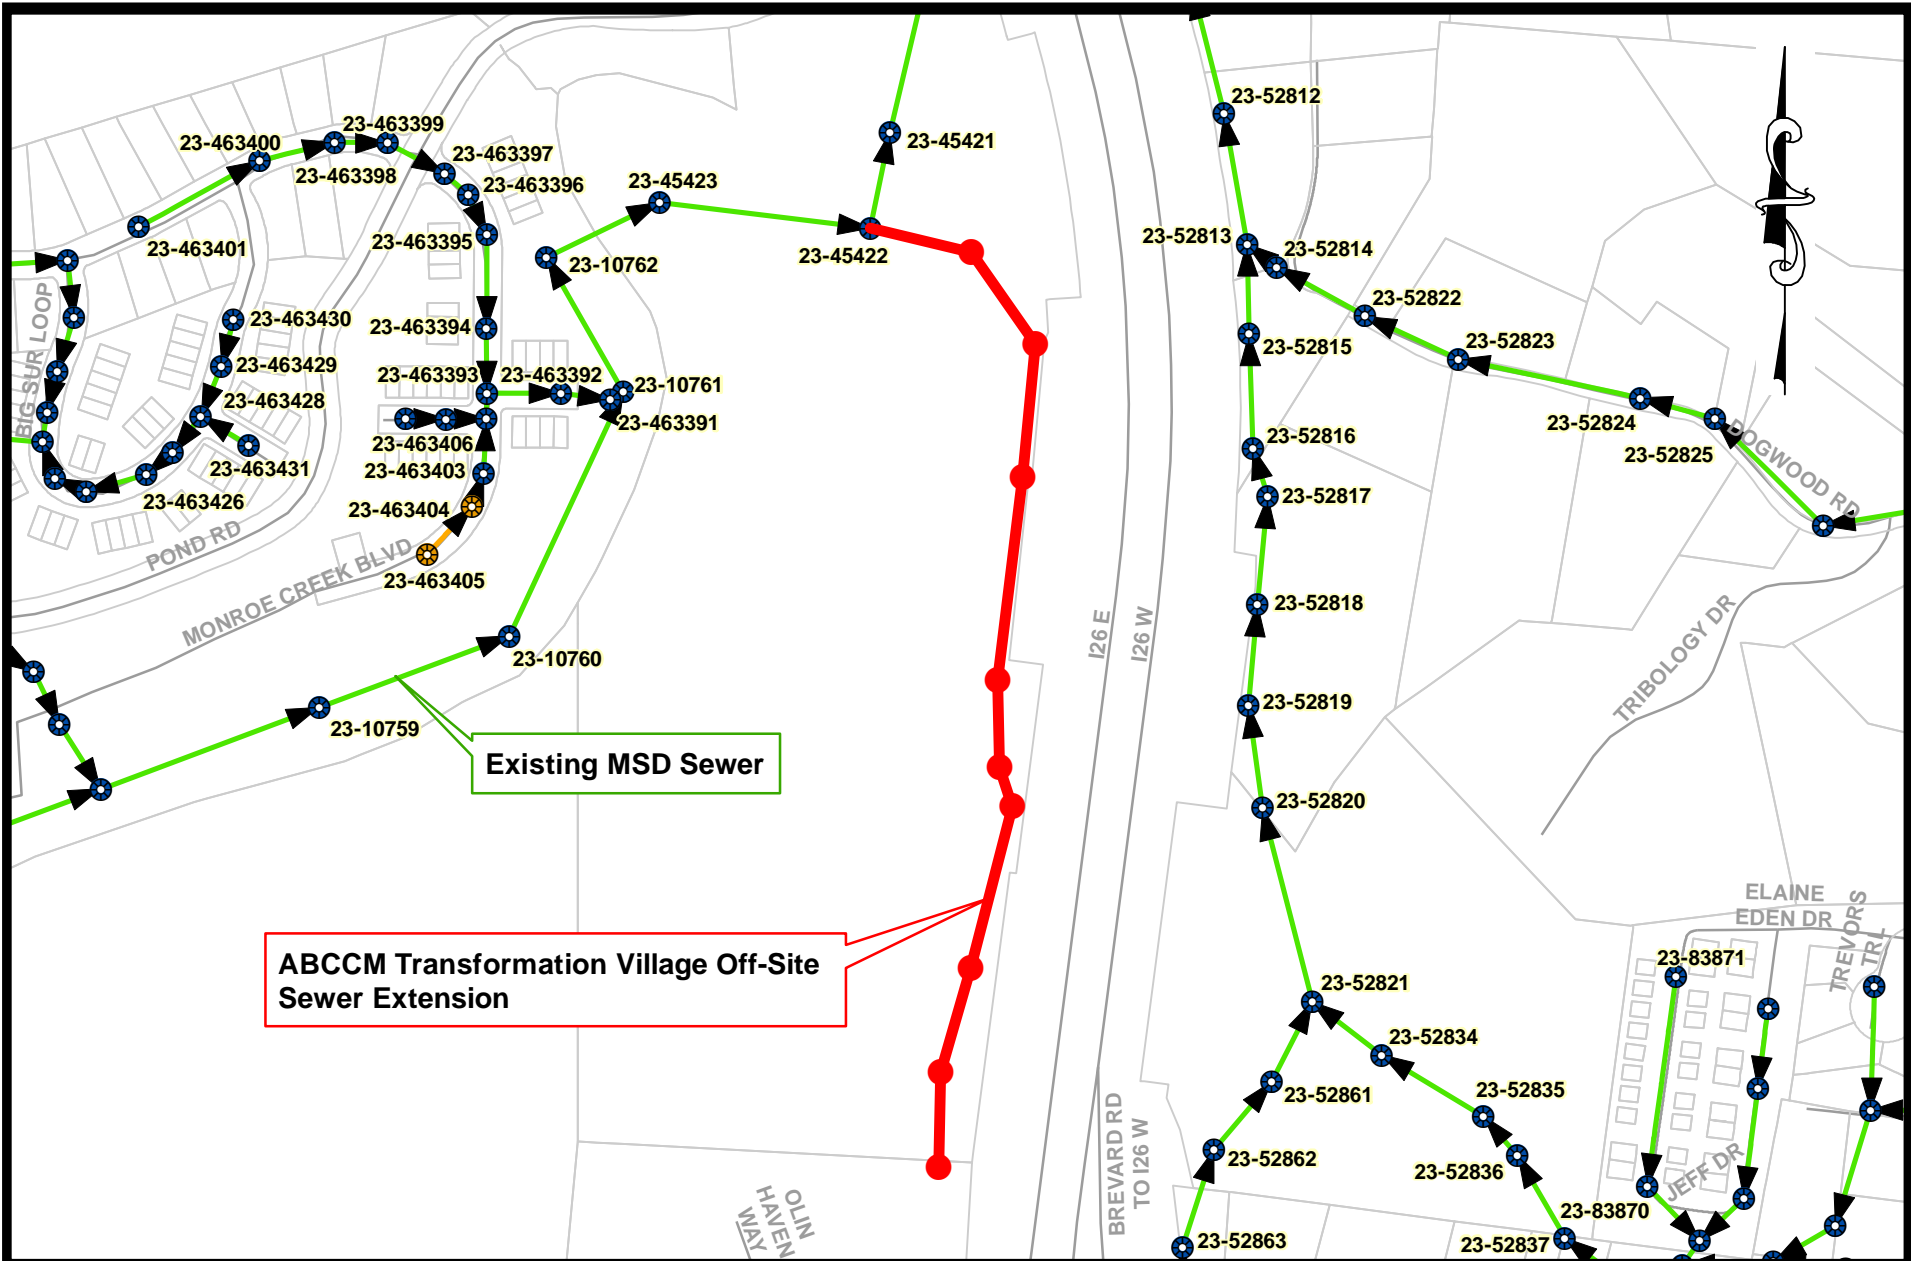 23-52812
23-463399
23-463400
23-45421
23-463397
23-463398
23-463396
23-45423
23-463401
23-463395
23-45422
23-10762
23-52813
23-52814
BIG SUR LOOP
23-463430
23-463394
23-52822
23-52815
23-52823
23-463429
23-463393
23-463392
23-10761
23-463428
23-463391
23-52824
23-463406
23-52816
DOGWOOD RD
23-52825
23-463431
23-463403
23-463426
23-463404
23-52817
POND RD
MONROE CREEK BLVD
23-463405
23-52818
I26 E
I26 W
TRIBOLOGY DR
23-10760
23-10759
23-52819
Existing MSD Sewer
23-52820
ELAINE
EDEN DR
TREVORS
TRL
ABCCM Transformation Village Off-Site
Sewer Extension
23-83871
23-52821
23-52834
23-52861
23-52835
BREVARD RD
TO I26 W
23-52862
23-52836
JEFF DR
OLIN
HAVEN
WAY
23-83870
23-52863
23-52837